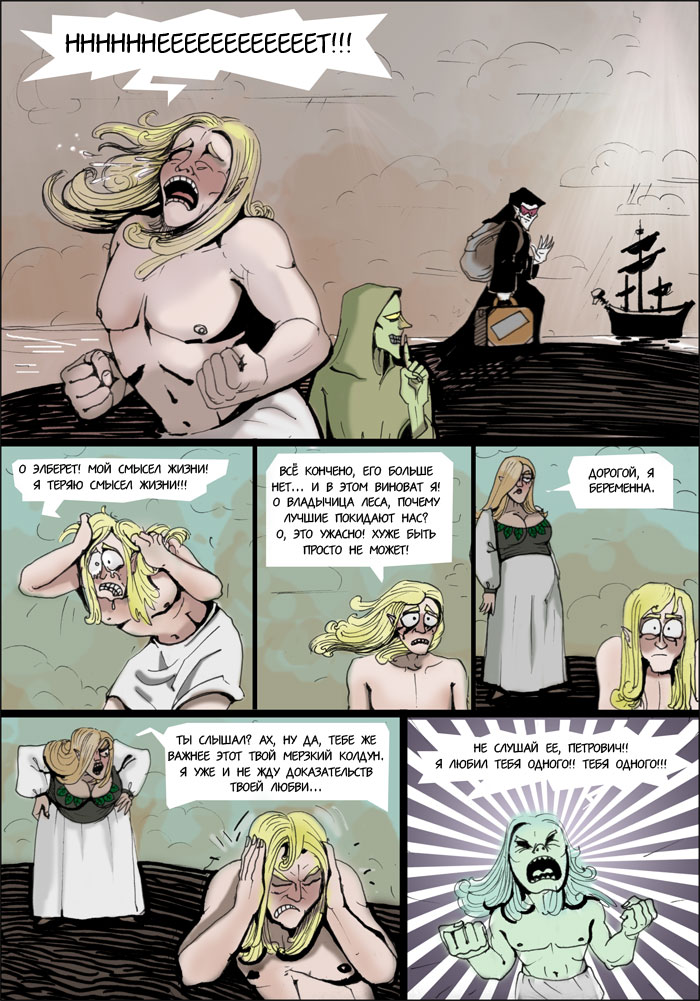 НННННННЕЕЕЕЕЕЕЕЕЕЕЕЕТ!!!
О ЭЛБЕРЕТ! МОЙ СМЫСЕЛ ЖИЗНИ!
Я ТЕРЯЮ СМЫСЕЛ ЖИЗНИ!!!
ВСЁ КОНЧЕНО, ЕГО БОЛЬШЕ
НЕТ... И В ЭТОМ ВИНОВАТ Я!
О ВЛАДЫЧИЦА ЛЕСА, ПОЧЕМУ
ЛУЧШИЕ ПОКИДАЮТ НАС?
О, ЭТО УЖАСНО! ХУЖЕ БЫТЬ
ПРОСТО НЕ МОЖЕТ!
ДОРОГОЙ, Я
БЕРЕМЕННА.
ТЫ СЛЫШАЛ? АХ, НУ ДА, ТЕБЕ ЖЕ
ВАЖНЕЕ ЭТОТ ТВОЙ МЕРЗКИЙ КОЛДУН.
Я УЖЕ И НЕ ЖДУ ДОКАЗАТЕЛЬСТВ
ТВОЕЙ ЛЮБВИ...
НЕ СЛУШАЙ ЕЕ, ПЕТРОВИЧ!!
Я ЛЮБИЛ ТЕБЯ ОДНОГО!! ТЕБЯ ОДНОГО!!!